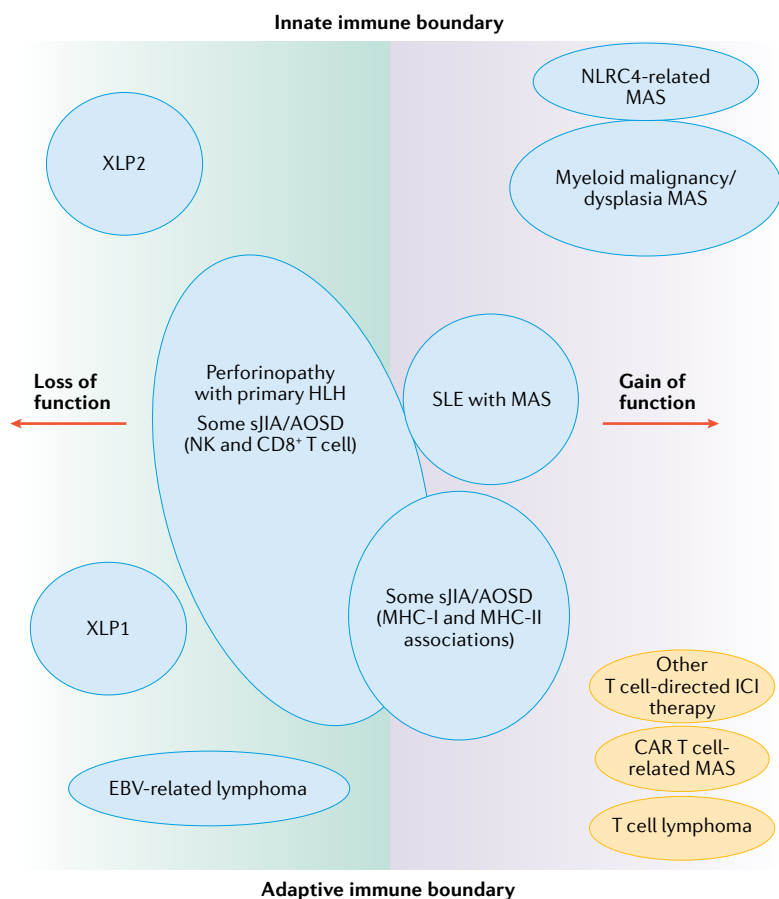 Innate immune boundary
NLRC4-related
MAS
XLP2
Myeloid malignancy/
dysplasia MAS
Loss of
function
Perforinopathy
with primary HLH
Some sJIA/AOSD
(NK and CD8⁺ T cell)
SLE with MAS
Gain of
function
XLP1
Some sJIA/AOSD
(MHC-I and MHC-II
associations)
Other
T cell-directed ICI
therapy
CAR T cell-
related MAS
EBV-related lymphoma
T cell lymphoma
Adaptive immune boundary